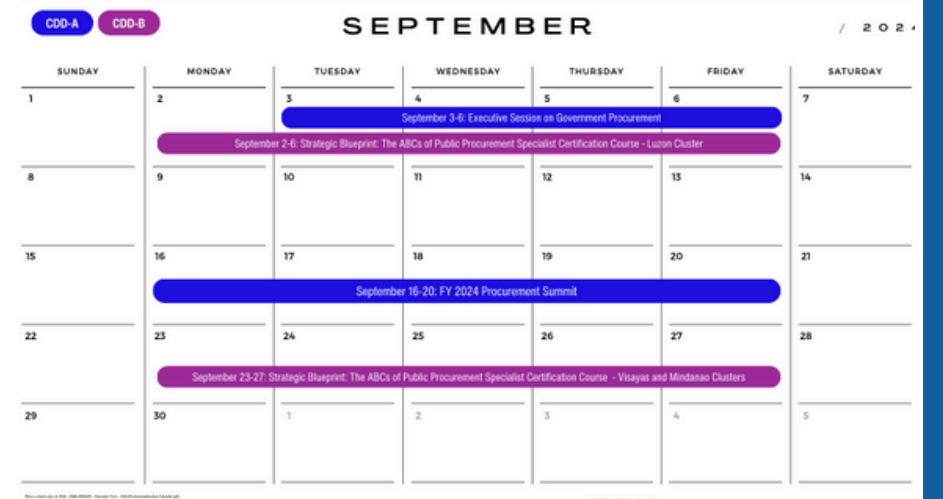 CDD-A CDD-B SEPTEMBER / 202
SUNDAY MONDAY TUESDAY WEDNESDAY THURSDAY FRIDAY SATURDAY
1 2 3 4 5 6 7
September 3-6: Executive Session on Government Procurement
September 2-6: Strategic Blueprint: The ABCs of Public Procurement Specialist Certification Course - Luzon Cluster
8 9 10 11 12 13 14
15 16 17 18 19 20 21
September 16-20: FY 2024 Procurement Summit
22 23 24 25 26 27 28
September 23-27: Strategic Blueprint: The ABCs of Public Procurement Specialist Certification Course - Visayas and Mindanao Clusters
29 30 1 2 3 4 5